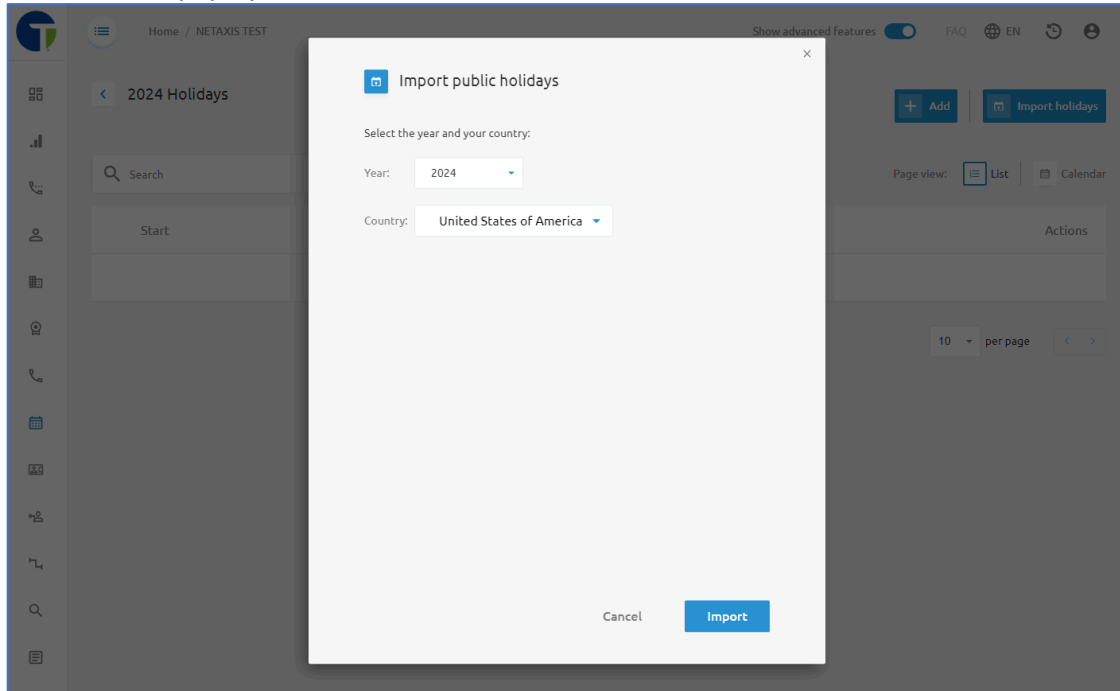 Home / NETAXIS TEST
Show advanced features
FAQ
EN
Import public holidays
2024 Holidays
Add
Import holidays
Select the year and your country:
Search
Year: 2024
Page view: List Calendar
Country: United States of America
Start
Actions
10 per page
Cancel
Import